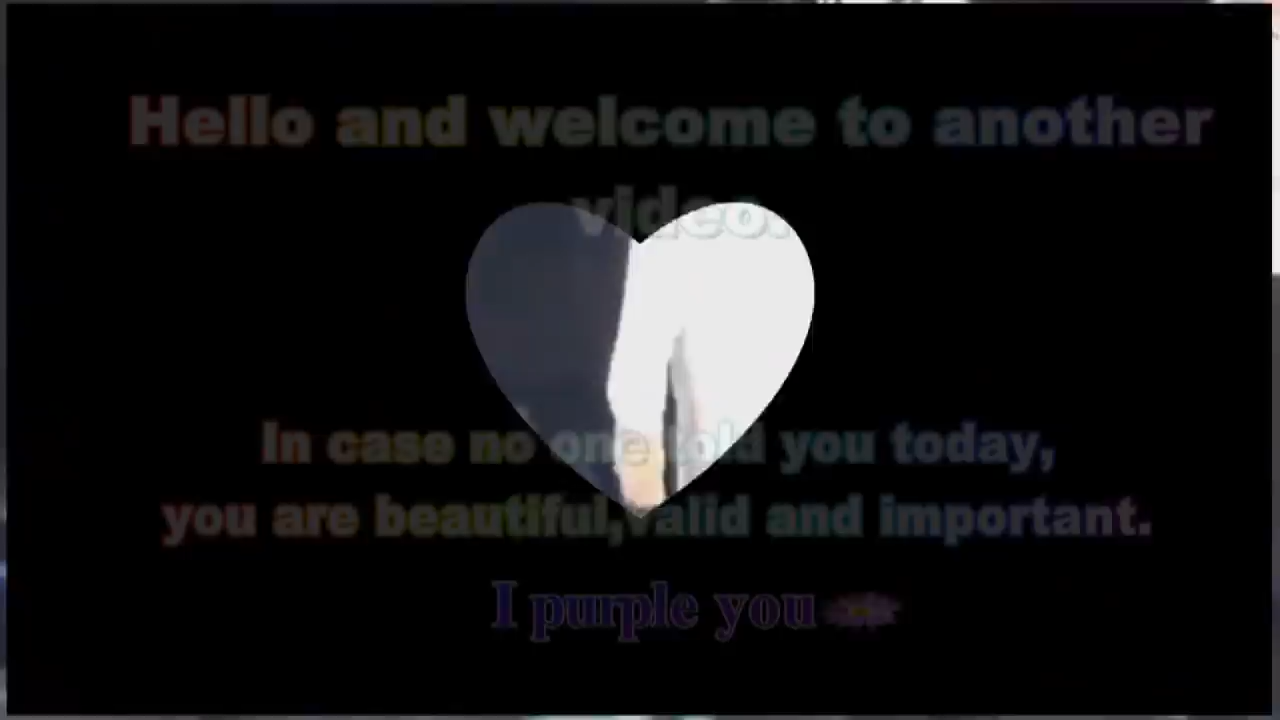 Hello and welcome to another
video.
In case no one told you today,
you are beautiful,valid and important.
I purple you